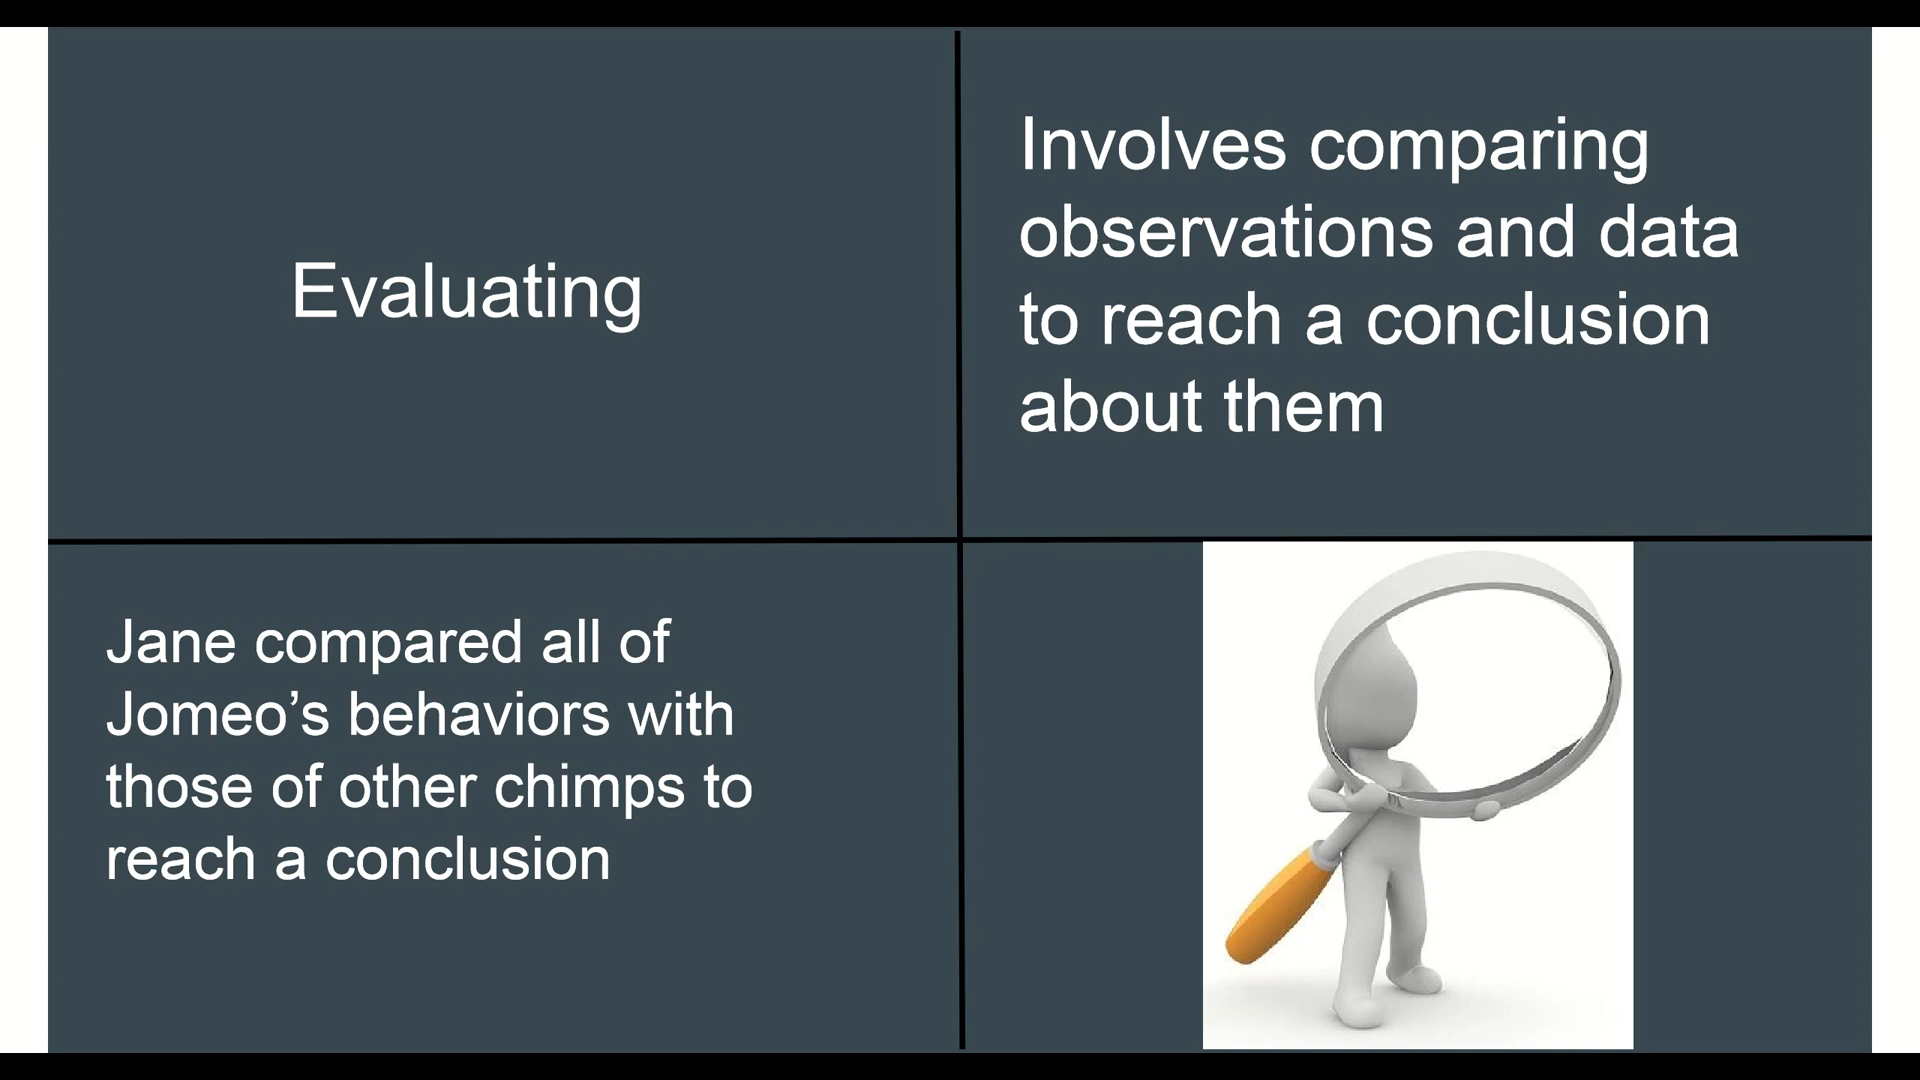 Evaluating
Involves comparing
observations and data
to reach a conclusion
about them
Jane compared all of
Jomeo’s behaviors with
those of other chimps to
reach a conclusion